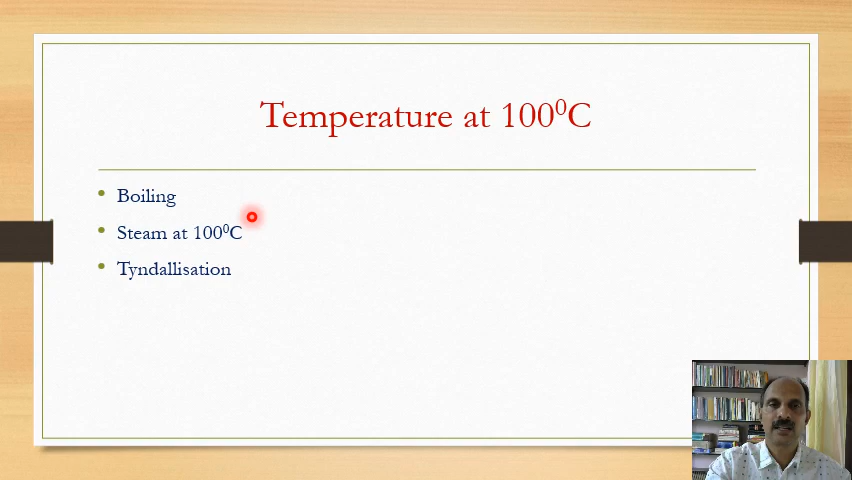 Temperature at 100⁰C
• Boiling
• Steam at 100⁰C
• Tyndallisation